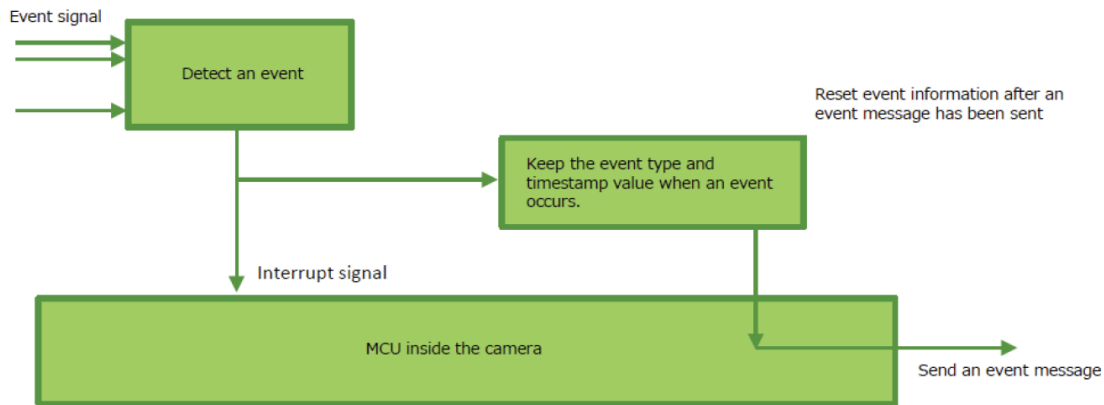 Event signal
Detect an event
Reset event information after an
event message has been sent
Keep the event type and
timestamp value when an event
occurs.
Interrupt signal
MCU inside the camera
Send an event message